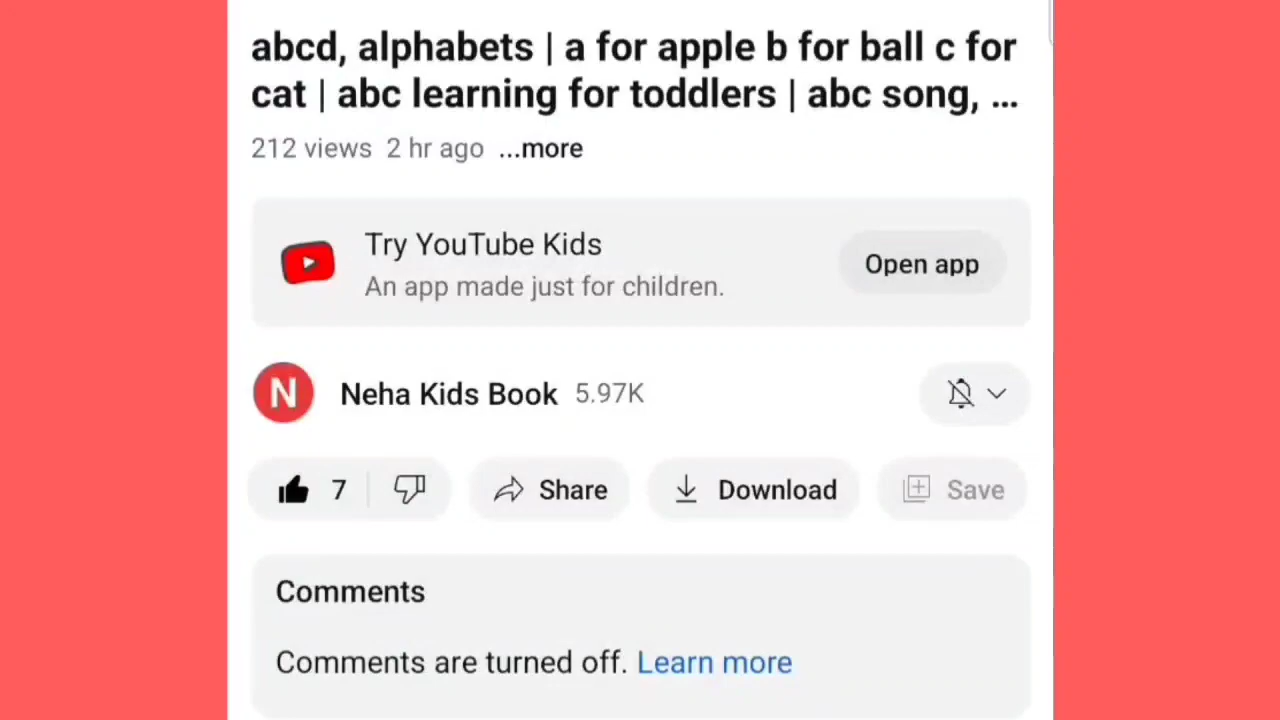 abcd, alphabets | a for apple b for ball c for
cat | abc learning for toddlers | abc song, ...
212 views 2 hr ago ...more
Try YouTube Kids
An app made just for children.
Open app
N
Neha Kids Book 5.97K
7
Share
Download
Save
Comments
Comments are turned off. Learn more